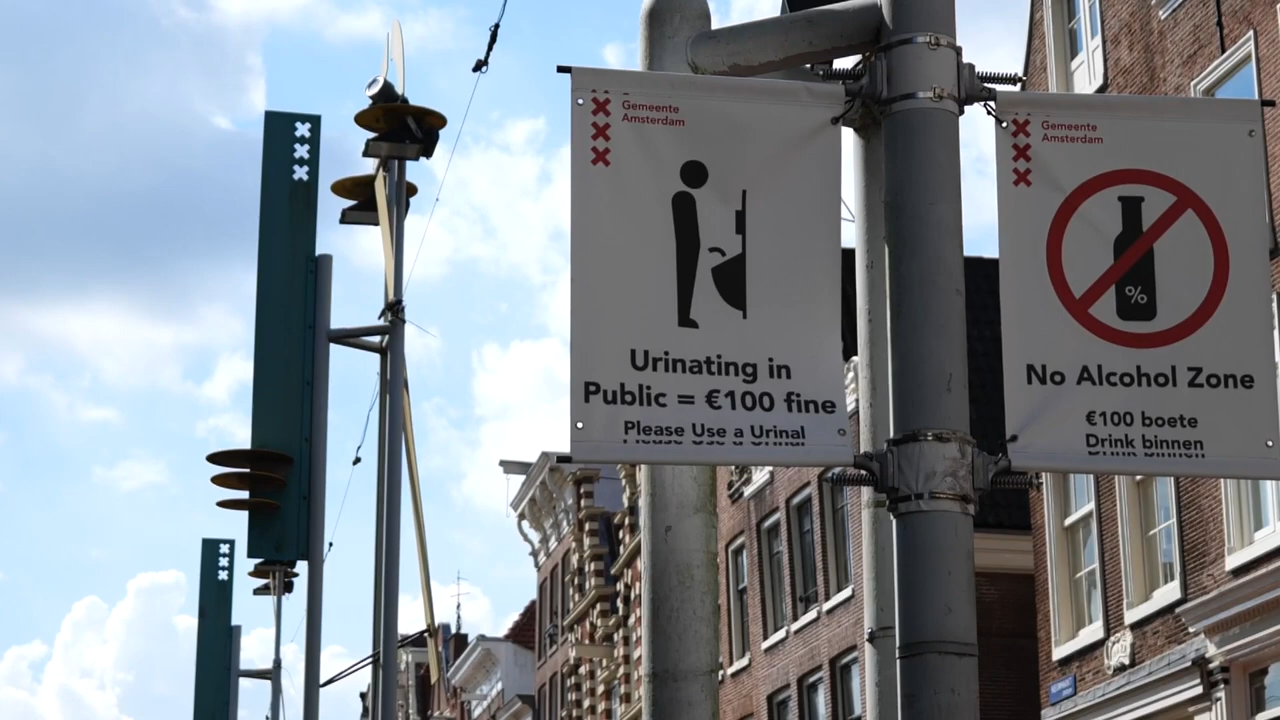 Gemeente
Amsterdam
Urinating in
Public = €100 fine
Please Use a Urinal
Gemeente
Amsterdam
%
No Alcohol Zone
€100 boete
Drink binnen